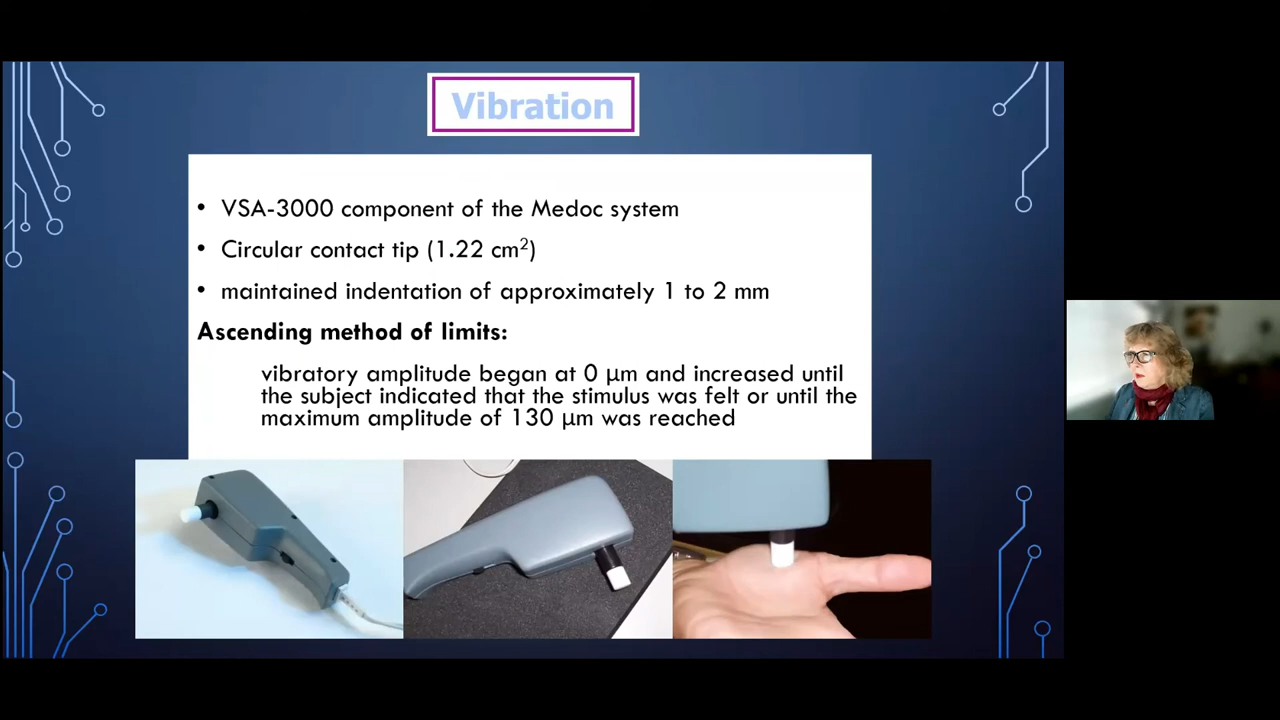 Vibration
• VSA-3000 component of the Medoc system
• Circular contact tip (1.22 cm²)
• maintained indentation of approximately 1 to 2 mm
Ascending method of limits:
vibratory amplitude began at 0 µm and increased until
the subject indicated that the stimulus was felt or until the
maximum amplitude of 130 µm was reached